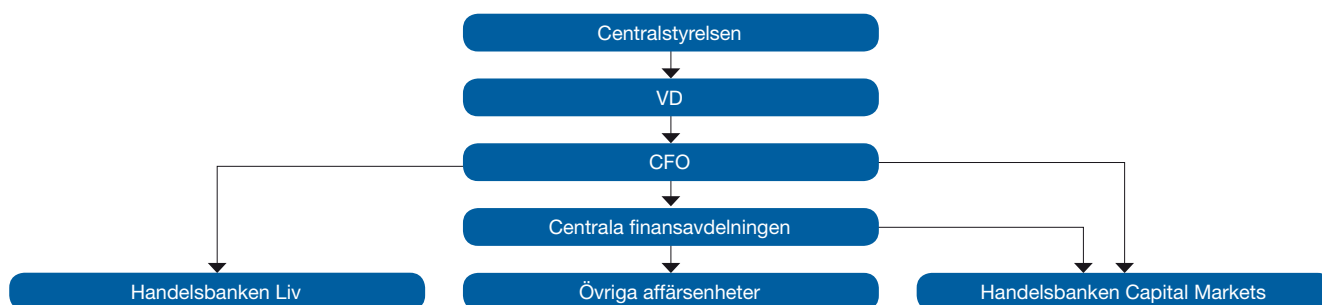 Centralstyrelsen
VD
CFO
Centrala finansavdelningen
Handelsbanken Liv
Övriga affärsenheter
Handelsbanken Capital Markets